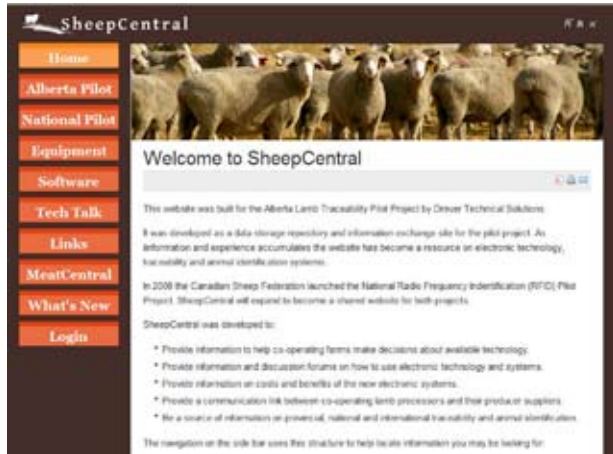 SheepCentral
Home
Alberta Pilot
National Pilot
Equipment
Software
Tech Talk
Links
MeatCentral
What's New
Login
Welcome to SheepCentral
This website was built for the Alberta Lamb Traceability Pilot Project by Drever Technical Solutions.
It was developed as a data storage repository and information exchange site for the pilot project. As
information and experience accumulates the website has become a resource on electronic technology,
traceability and animal identification systems.
In 2008 the Canadian Sheep Federation launched the National Radio Frequency Indentification (RFID) Pilot
Project. SheepCentral will expand to become a shared website for both projects.
SheepCentral was developed to:
* Provide information to help co-operating farms make decisions about available technology.
* Provide information and discussion forums on how to use electronic technology and systems.
* Provide information on costs and benefits of the new electronic systems.
* Provide a communication link between co-operating lamb processors and their producer suppliers.
* Be a source of information on provincial, national and international traceability and animal identification.
The navigation on the side bar uses this structure to help locate information you may be looking for: